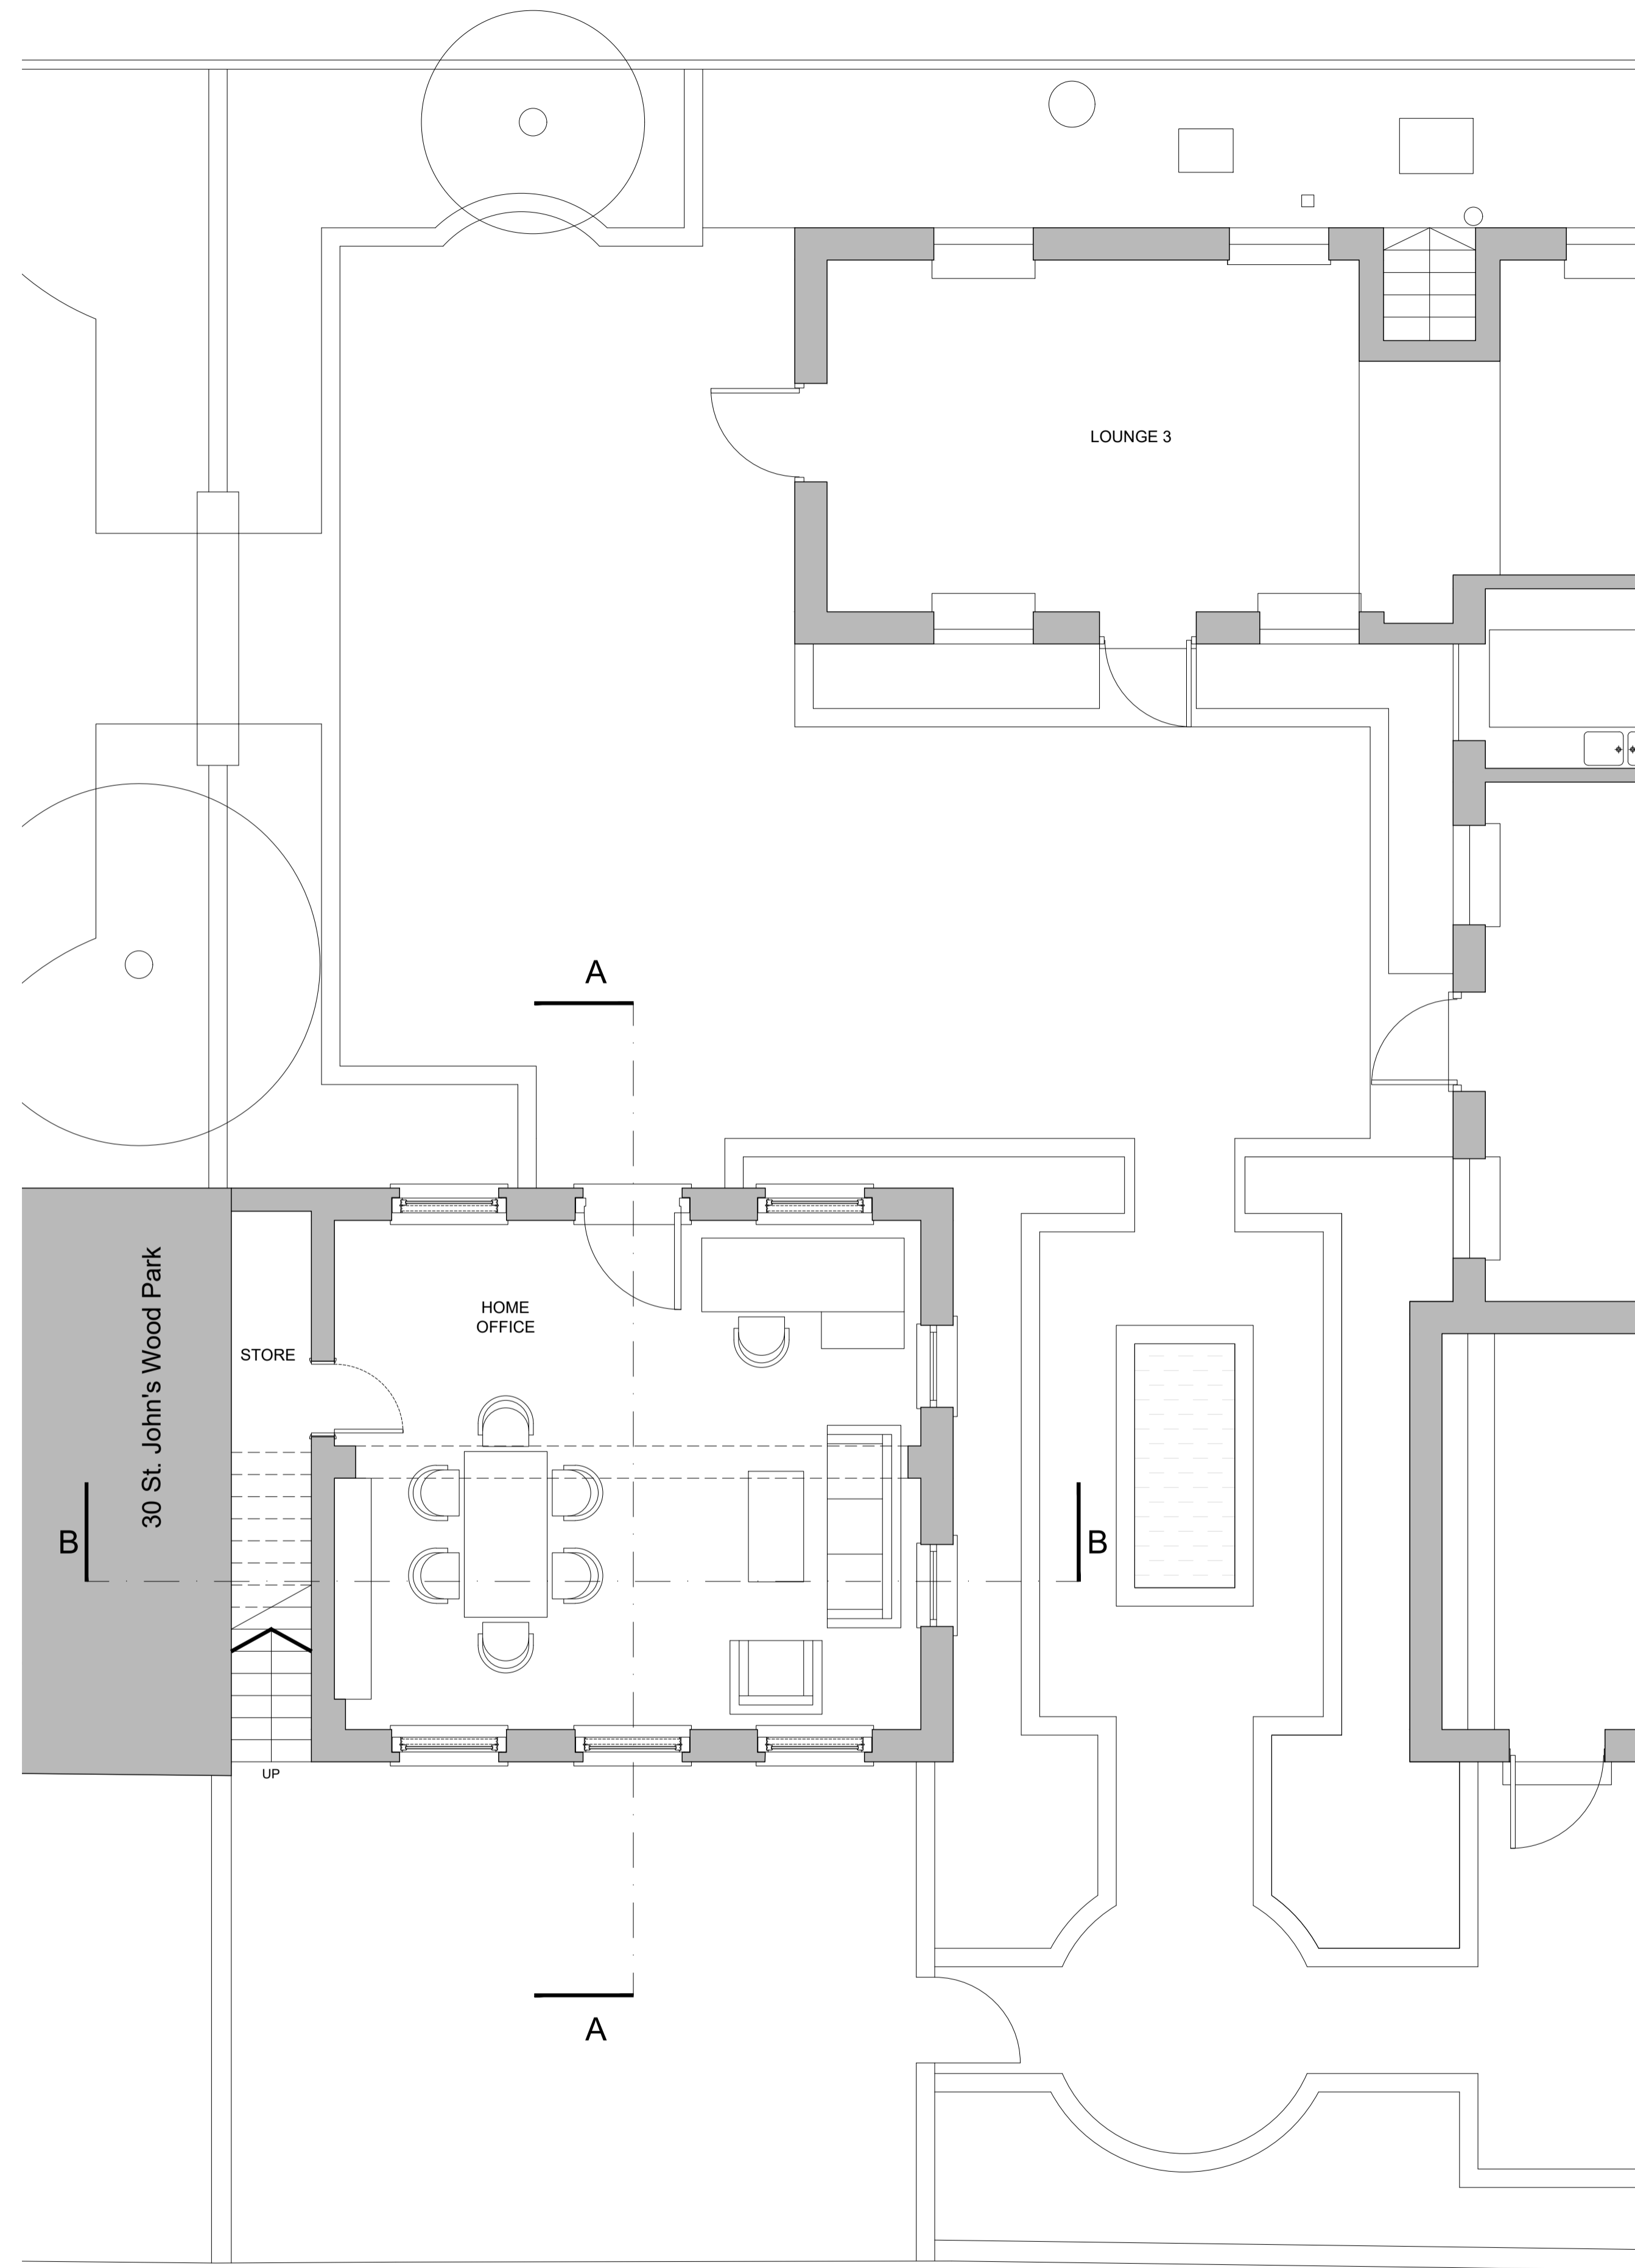 LOUNGE 3
A
HOME
OFFICE
STORE
30 St. John's Wood Park
B
B
UP
A